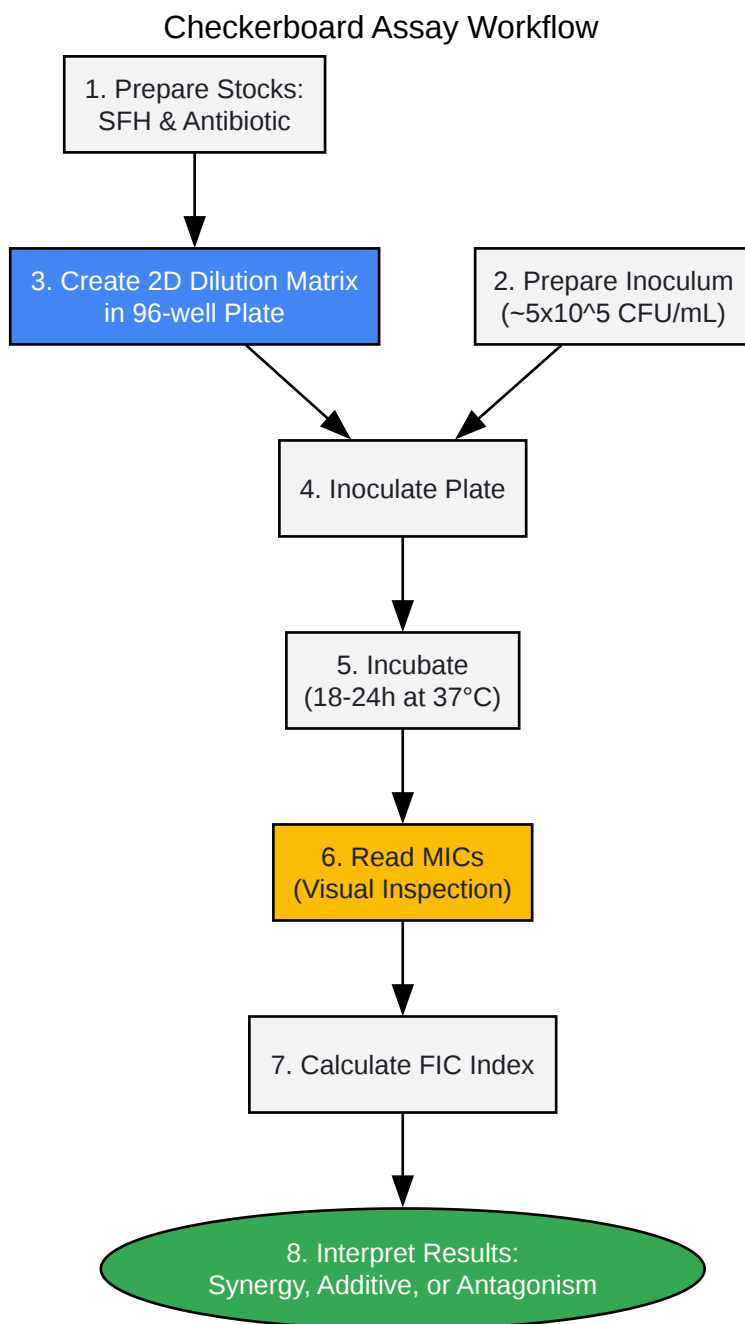 Checkerboard Assay Workflow
1. Prepare Stocks:
SFH & Antibiotic
3. Create 2D Dilution Matrix
in 96-well Plate
2. Prepare Inoculum
(~5x10^5 CFU/mL)
4. Inoculate Plate
5. Incubate
(18-24h at 37°C)
6. Read MICs
(Visual Inspection)
7. Calculate FIC Index
8. Interpret Results:
Synergy, Additive, or Antagonism